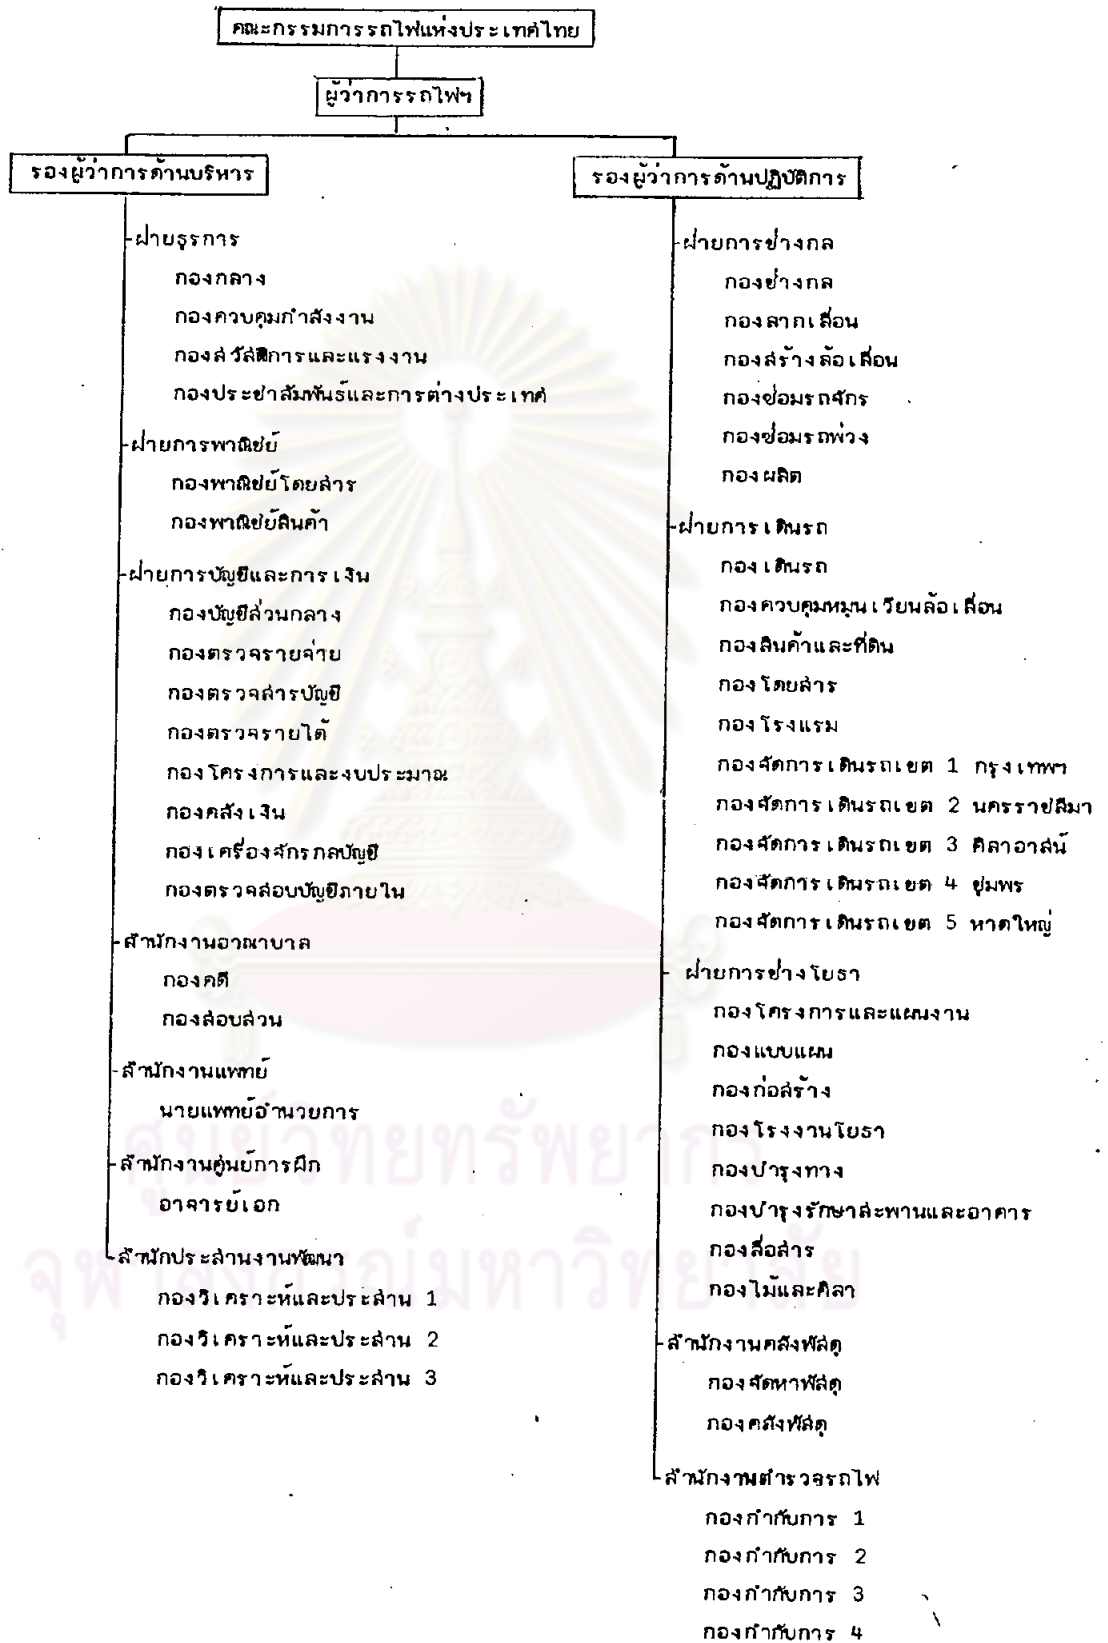 คณะกรรมการรถไฟแห่งประเทศไทย
ผู้ว่าการรถไฟฯ
รองผู้ว่าการด้านบริหาร
ฝ่ายธุรการ
กองกลาง
กองควบคุมกำลังงาน
กองสวัสดิการและแรงงาน
กองประชาสัมพันธ์และการต่างประเทศ
ฝ่ายการพาณิชย์
กองพาณิชย์โดยสาร
กองพาณิชย์สินค้า
ฝ่ายการบัญชีและการเงิน
กองบัญชีส่วนกลาง
กองตรวจรายจ่าย
กองตรวจสารบัญชี
กองตรวจรายได้
กองโครงการและงบประมาณ
กองคลังเงิน
กองเครื่องจักรกลบัญชี
กองตรวจสอบบัญชีภายใน
สำนักงานอาณาบาล
กองคดี
กองสอบสวน
สำนักงานแพทย์
นายแพทย์อำนวยการ
สำนักงานศูนย์การฝึก
อาจารย์เอก
สำนักประสานงานพัฒนา
กองวิเคราะห์และประสาน 1
กองวิเคราะห์และประสาน 2
กองวิเคราะห์และประสาน 3
รองผู้ว่าการด้านปฏิบัติการ
ฝ่ายการช่างกล
กองช่างกล
กองลากเลื่อน
กองสร้างล้อเลื่อน
กองซ่อมรถจักร
กองซ่อมรถพ่วง
กองผลิต
ฝ่ายการเดินรถ
กองเดินรถ
กองควบคุมหมุนเวียนล้อเลื่อน
กองสินค้าและที่ดิน
กองโดยสาร
กองโรงแรม
กองจัดการเดินรถเขต 1 กรุงเทพฯ
กองจัดการเดินรถเขต 2 นครราชสีมา
กองจัดการเดินรถเขต 3 ศิลาอาสน์
กองจัดการเดินรถเขต 4 ชุมพร
กองจัดการเดินรถเขต 5 หาดใหญ่
ฝ่ายการช่างโยธา
กองโครงการและแผนงาน
กองแบบแผน
กองก่อสร้าง
กองโรงงานโยธา
กองบำรุงทาง
กองบำรุงรักษาสะพานและอาคาร
กองสื่อสาร
กองไม้และศิลา
สำนักงานคลังพัสดุ
กองจัดหาพัสดุ
กองคลังพัสดุ
สำนักงานตำรวจรถไฟ
กองกำกับการ 1
กองกำกับการ 2
กองกำกับการ 3
กองกำกับการ 4
ศูนย์วิทยทรัพยากร
จุฬาลงกรณ์มหาวิทยาลัย